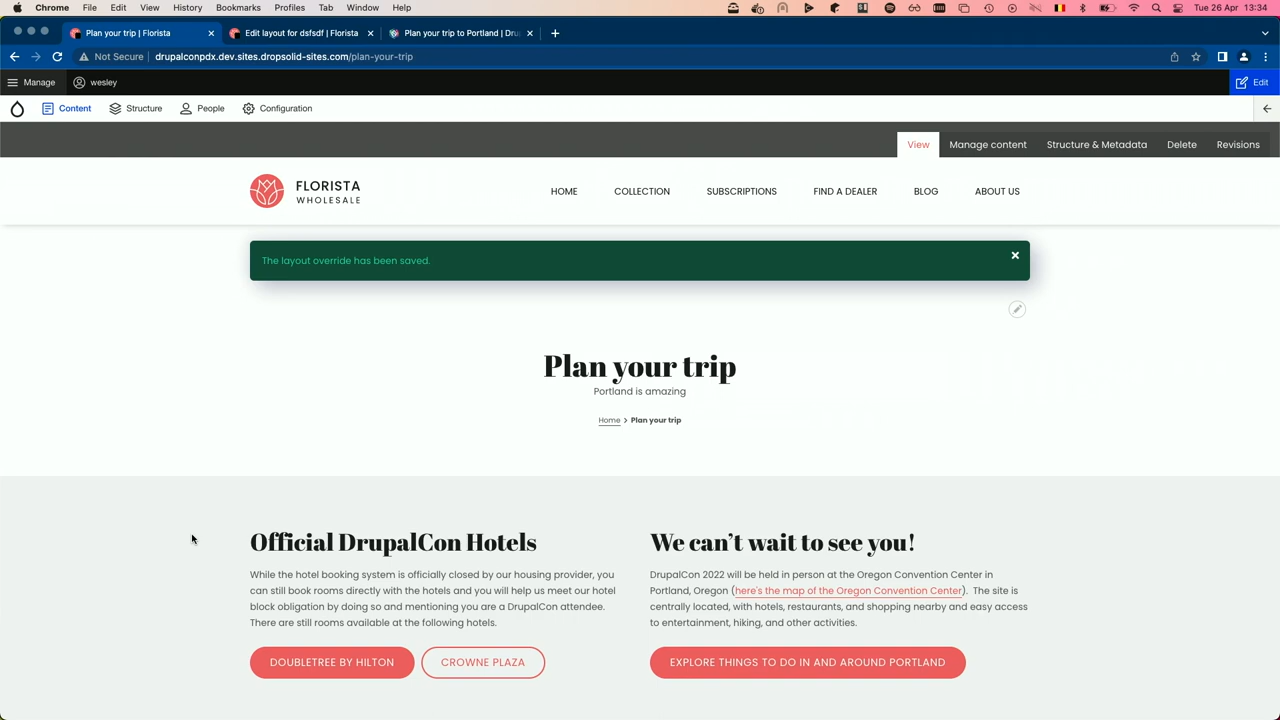 Chrome File Edit View History Bookmarks Profiles Tab Window Help Tue 26 Apr 13:34
Plan your trip | Florista Edit layout for dsfsdf | Florista Plan your trip to Portland | Dru
Not Secure drupalconpdx.dev.sites.dropsolid-sites.com/plan-your-trip
Manage wesley Edit
Content Structure People Configuration
View Manage content Structure & Metadata Delete Revisions
FLORISTA
WHOLESALE
HOME COLLECTION SUBSCRIPTIONS FIND A DEALER BLOG ABOUT US
The layout override has been saved.
Plan your trip
Portland is amazing
Home > Plan your trip
Official DrupalCon Hotels
While the hotel booking system is officially closed by our housing provider, you
can still book rooms directly with the hotels and you will help us meet our hotel
block obligation by doing so and mentioning you are a DrupalCon attendee.
There are still rooms available at the following hotels.
DOUBLETREE BY HILTON CROWNE PLAZA
We can't wait to see you!
DrupalCon 2022 will be held in person at the Oregon Convention Center in
Portland, Oregon (here's the map of the Oregon Convention Center). The site is
centrally located, with hotels, restaurants, and shopping nearby and easy access
to entertainment, hiking, and other activities.
EXPLORE THINGS TO DO IN AND AROUND PORTLAND